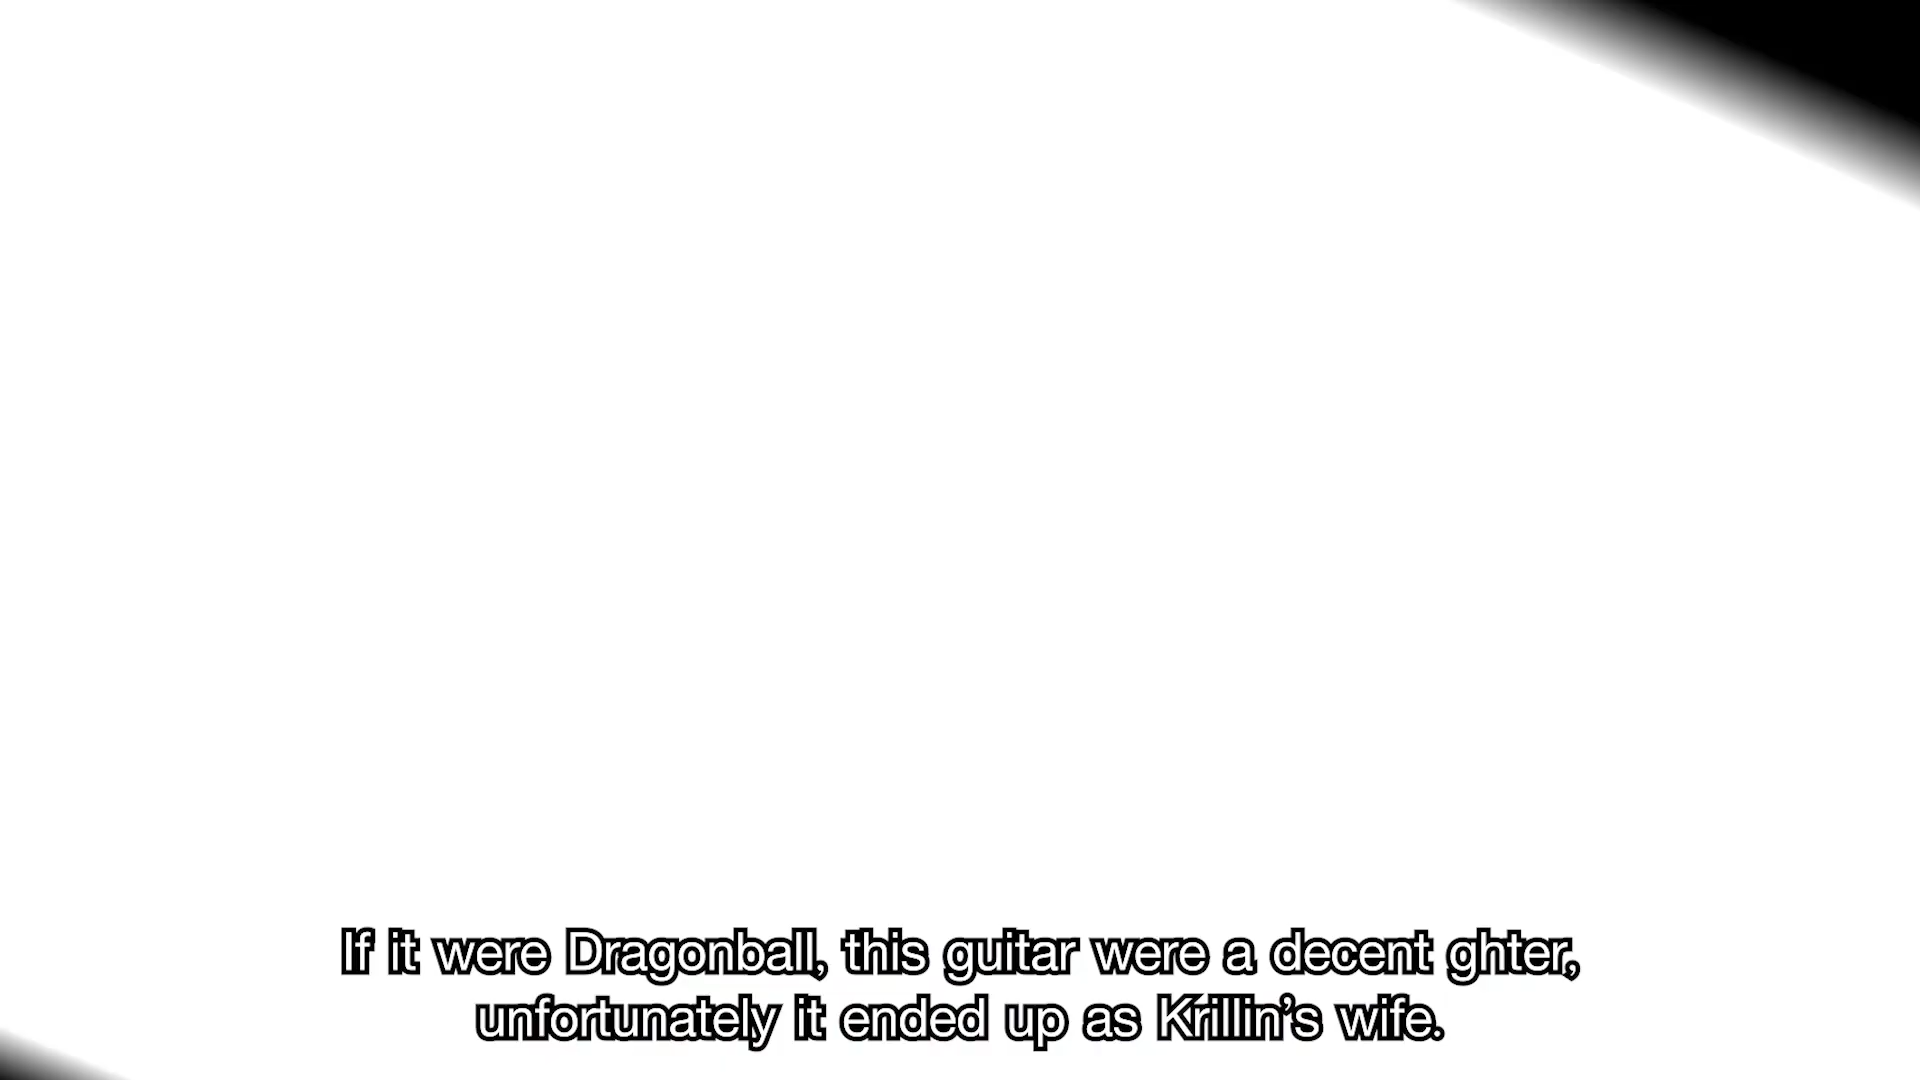 If it were Dragonball, this guitar were a decent ghter,
unfortunately it ended up as Krillin's wife.